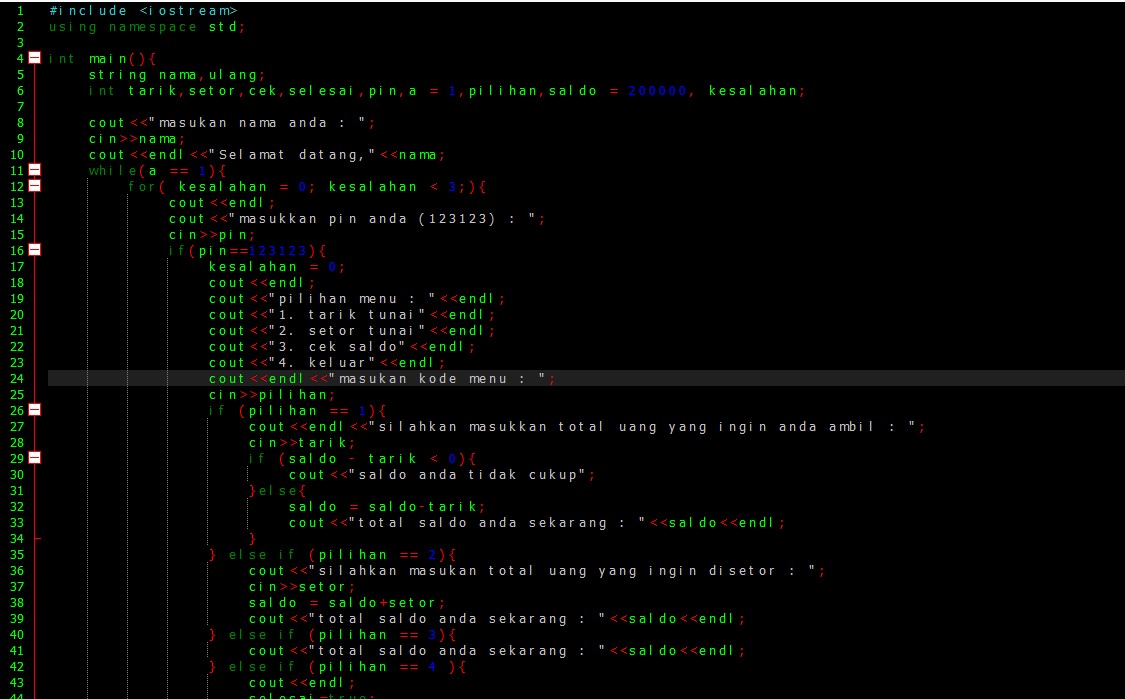 1 #include <iostream>
2 using namespace std;
3
4 int main(){
5 string nama,ulang;
6 int tarik,setor,cek,selesai,pin,a = 1,pilihan,saldo = 200000, kesalahan;
7
8 cout<<"masukan nama anda : ";
9 cin>>nama;
10 cout<<endl<<"Selamat datang,"<<nama;
11 while(a == 1){
12 for( kesalahan = 0; kesalahan < 3;){
13 cout<<endl;
14 cout<<"masukkan pin anda (123123) : ";
15 cin>>pin;
16 if(pin==123123){
17 kesalahan = 0;
18 cout<<endl;
19 cout<<"pilihan menu : "<<endl;
20 cout<<"1. tarik tunai"<<endl;
21 cout<<"2. setor tunai"<<endl;
22 cout<<"3. cek saldo"<<endl;
23 cout<<"4. keluar"<<endl;
24 cout<<endl<<"masukan kode menu : ";
25 cin>>pilihan;
26 if (pilihan == 1){
27 cout<<endl<<"silahkan masukkan total uang yang ingin anda ambil : ";
28 cin>>tarik;
29 if (saldo - tarik < 0){
30 cout<<"saldo anda tidak cukup";
31 }else{
32 saldo = saldo-tarik;
33 cout<<"total saldo anda sekarang : "<<saldo<<endl;
34 }
35 } else if (pilihan == 2){
36 cout<<"silahkan masukan total uang yang ingin disetor : ";
37 cin>>setor;
38 saldo = saldo+setor;
39 cout<<"total saldo anda sekarang : "<<saldo<<endl;
40 } else if (pilihan == 3){
41 cout<<"total saldo anda sekarang : "<<saldo<<endl;
42 } else if (pilihan == 4 ){
43 cout<<endl;
44 selesai=true;